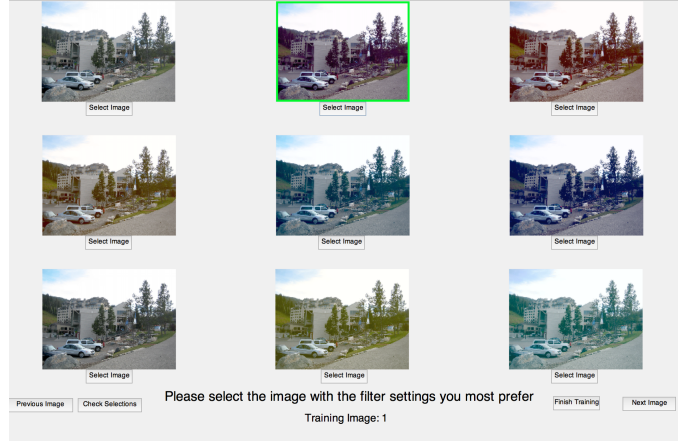 Select Image
Select Image
Select Image
Select Image
Select Image
Select Image
Select Image
Select Image
Select Image
Please select the image with the filter settings you most prefer
Previous Image
Check Selections
Finish Training
Next Image
Training Image: 1